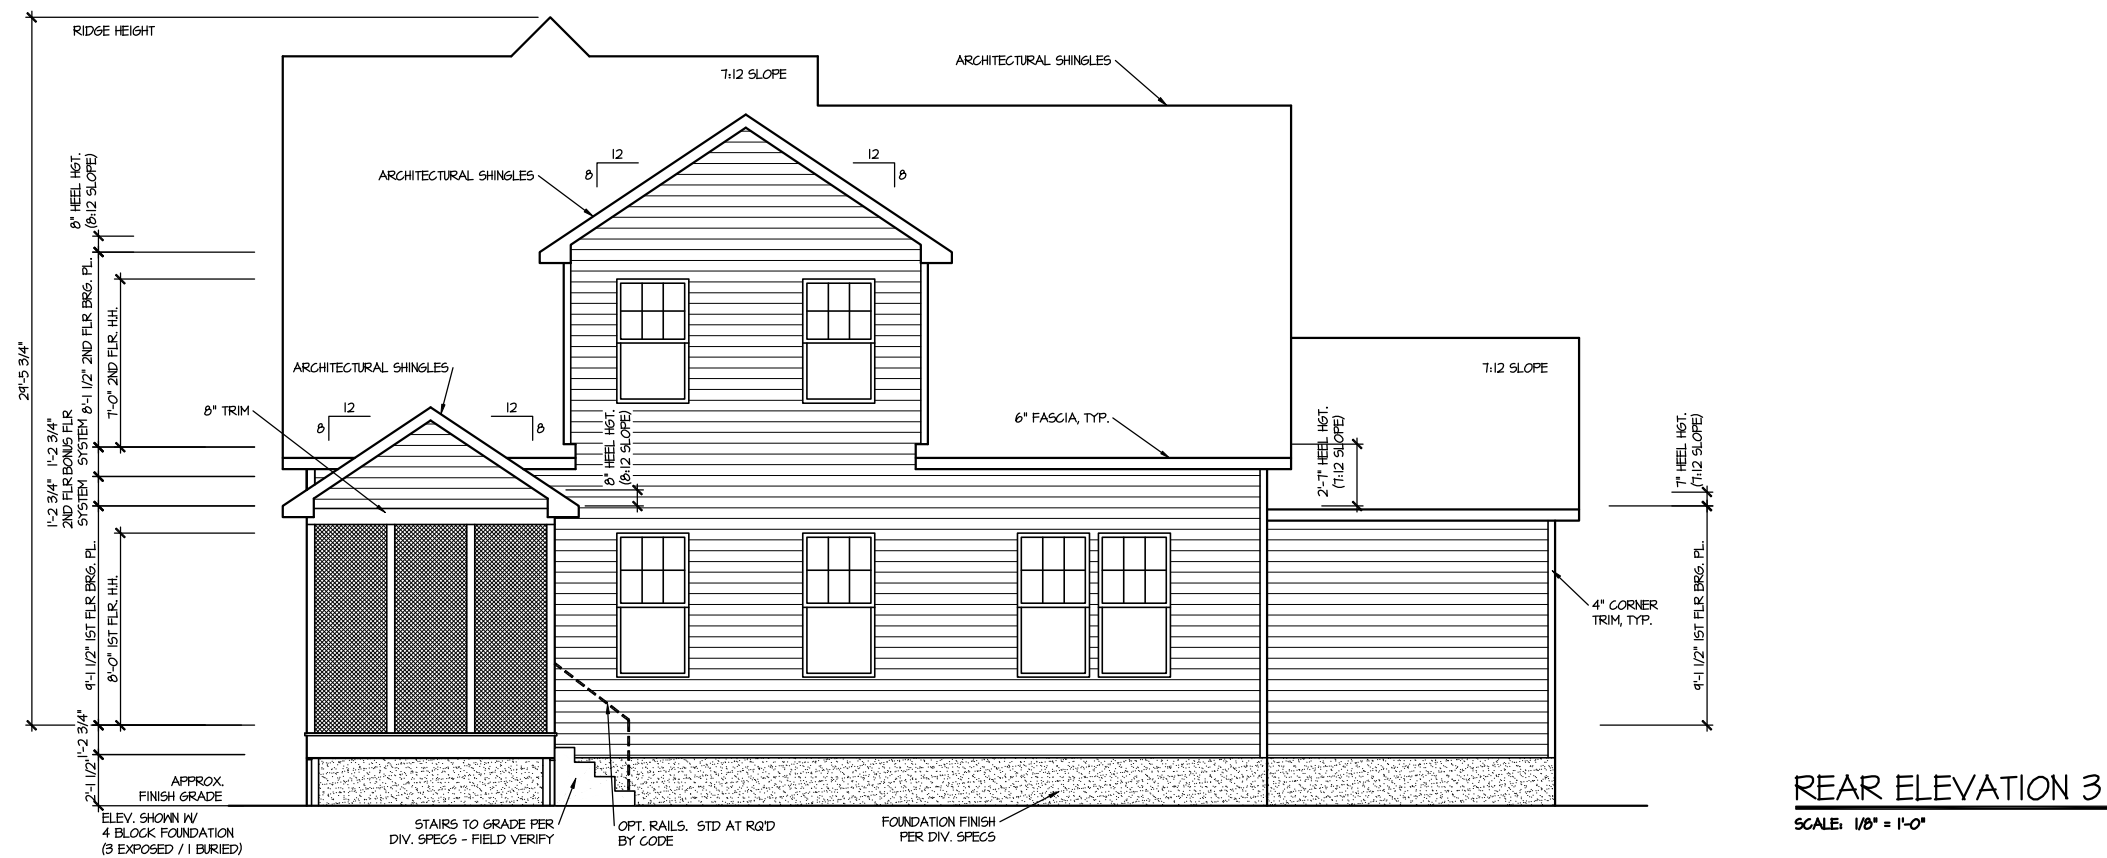 RIDGE HEIGHT
7:12 SLOPE
ARCHITECTURAL SHINGLES
8" HEEL HGT.
(8:12 SLOPE)
12
8
12
8
ARCHITECTURAL SHINGLES
29'-5 3/4"
8'-1 1/2" 2ND FLR BRG. PL.
7'-0" 2ND FLR. H.H.
ARCHITECTURAL SHINGLES
7:12 SLOPE
8" TRIM
12
8
12
8
8" HEEL HGT.
(8:12 SLOPE)
6" FASCIA, TYP.
2'-7" HEEL HGT.
(7:12 SLOPE)
7" HEEL HGT.
(7:12 SLOPE)
1'-2 3/4"
BONUS FLR
SYSTEM
1'-2 3/4"
2ND FLR
SYSTEM
9'-1 1/2" 1ST FLR BRG. PL.
8'-0" 1ST FLR. H.H.
9'-1 1/2" 1ST FLR BRG. PL.
4" CORNER
TRIM, TYP.
1'-2 3/4"
2'-1 1/2"
APPROX.
FINISH GRADE
ELEV. SHOWN W/
4 BLOCK FOUNDATION
(3 EXPOSED / 1 BURIED)
STAIRS TO GRADE PER
DIV. SPECS - FIELD VERIFY
OPT. RAILS. STD AT RQ'D
BY CODE
FOUNDATION FINISH
PER DIV. SPECS
REAR ELEVATION 3
SCALE: 1/8" = 1'-0"